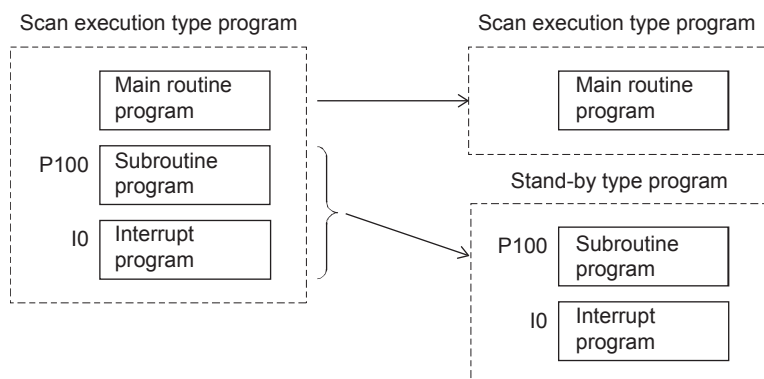 Scan execution type program
Main routine
program
P100
Subroutine
program
I0
Interrupt
program
Scan execution type program
Main routine
program
Stand-by type program
P100
Subroutine
program
I0
Interrupt
program